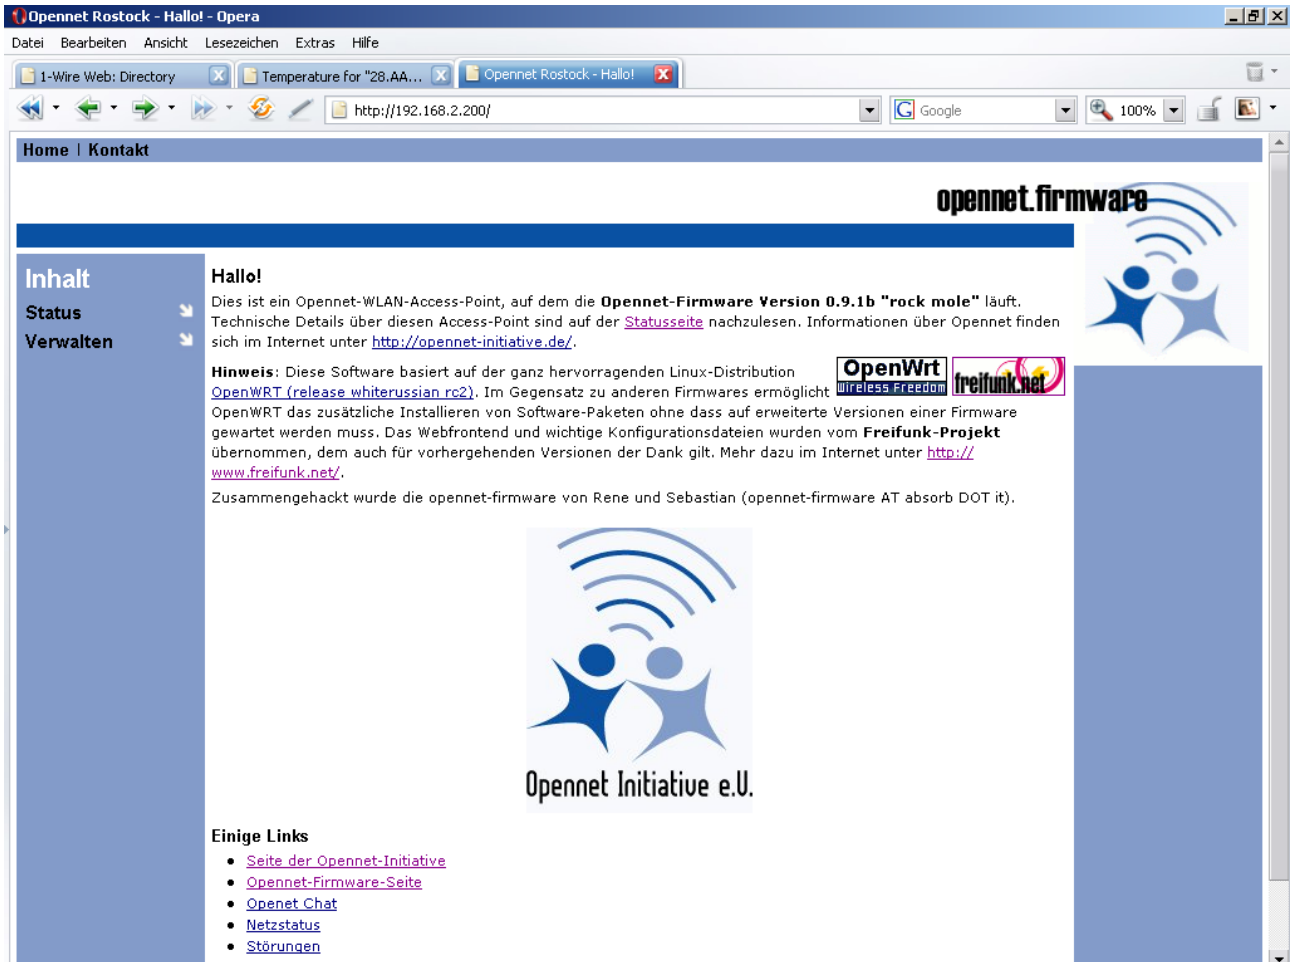 Opennet Rostock - Hallo! - Opera
Datei Bearbeiten Ansicht Lesezeichen Extras Hilfe
1-Wire Web: Directory Temperature for "28.AA... Opennet Rostock - Hallo!
http://192.168.2.200/ Google 100%
Home | Kontakt
opennet.firmware
Inhalt
Status
Verwalten
Hallo!
Dies ist ein Opennet-WLAN-Access-Point, auf dem die Opennet-Firmware Version 0.9.1b "rock mole" läuft.
Technische Details über diesen Access-Point sind auf der Statusseite nachzulesen. Informationen über Opennet finden
sich im Internet unter http://opennet-initiative.de/.
OpenWrt
Wireless Freedom
freifunk.net
Hinweis: Diese Software basiert auf der ganz hervorragenden Linux-Distribution
OpenWRT (release whiterussian rc2). Im Gegensatz zu anderen Firmwares ermöglicht
OpenWRT das zusätzliche Installieren von Software-Paketen ohne dass auf erweiterte Versionen einer Firmware
gewartet werden muss. Das Webfrontend und wichtige Konfigurationsdateien wurden vom Freifunk-Projekt
übernommen, dem auch für vorhergehenden Versionen der Dank gilt. Mehr dazu im Internet unter http://
www.freifunk.net/.
Zusammengehackt wurde die opennet-firmware von Rene und Sebastian (opennet-firmware AT absorb DOT it).
Opennet Initiative e.V.
Einige Links
Seite der Opennet-Initiative
Opennet-Firmware-Seite
Openet Chat
Netzstatus
Störungen